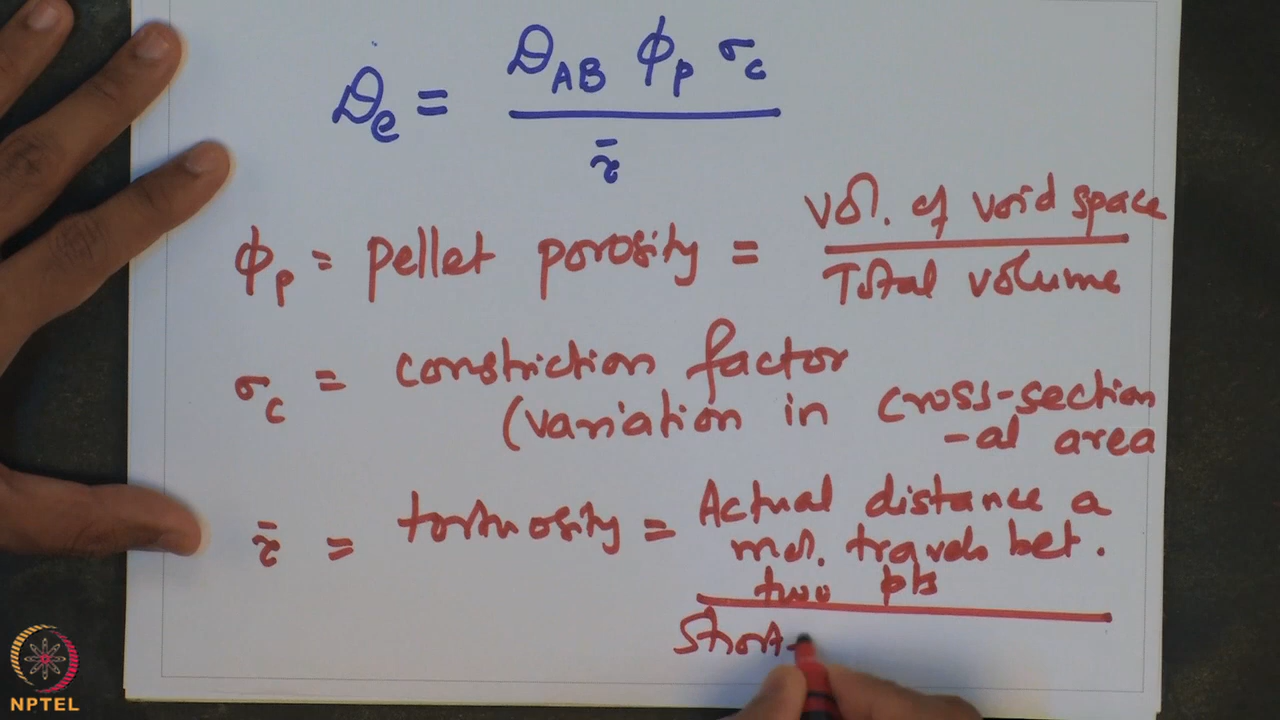 De = DAB ϕp σc / τ̄
ϕp = pellet porosity = vol. of void space / Total volume
σc = constriction factor
(variation in cross-section
-al area
τ̄ = tortuosity = Actual distance a
mol. travels bet.
two pts
Short
NPTEL